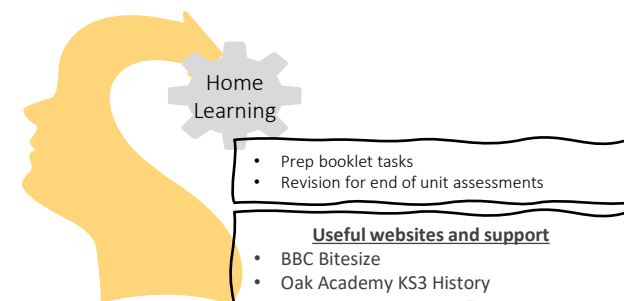 Home
Learning
• Prep booklet tasks
• Revision for end of unit assessments
Useful websites and support
• BBC Bitesize
• Oak Academy KS3 History